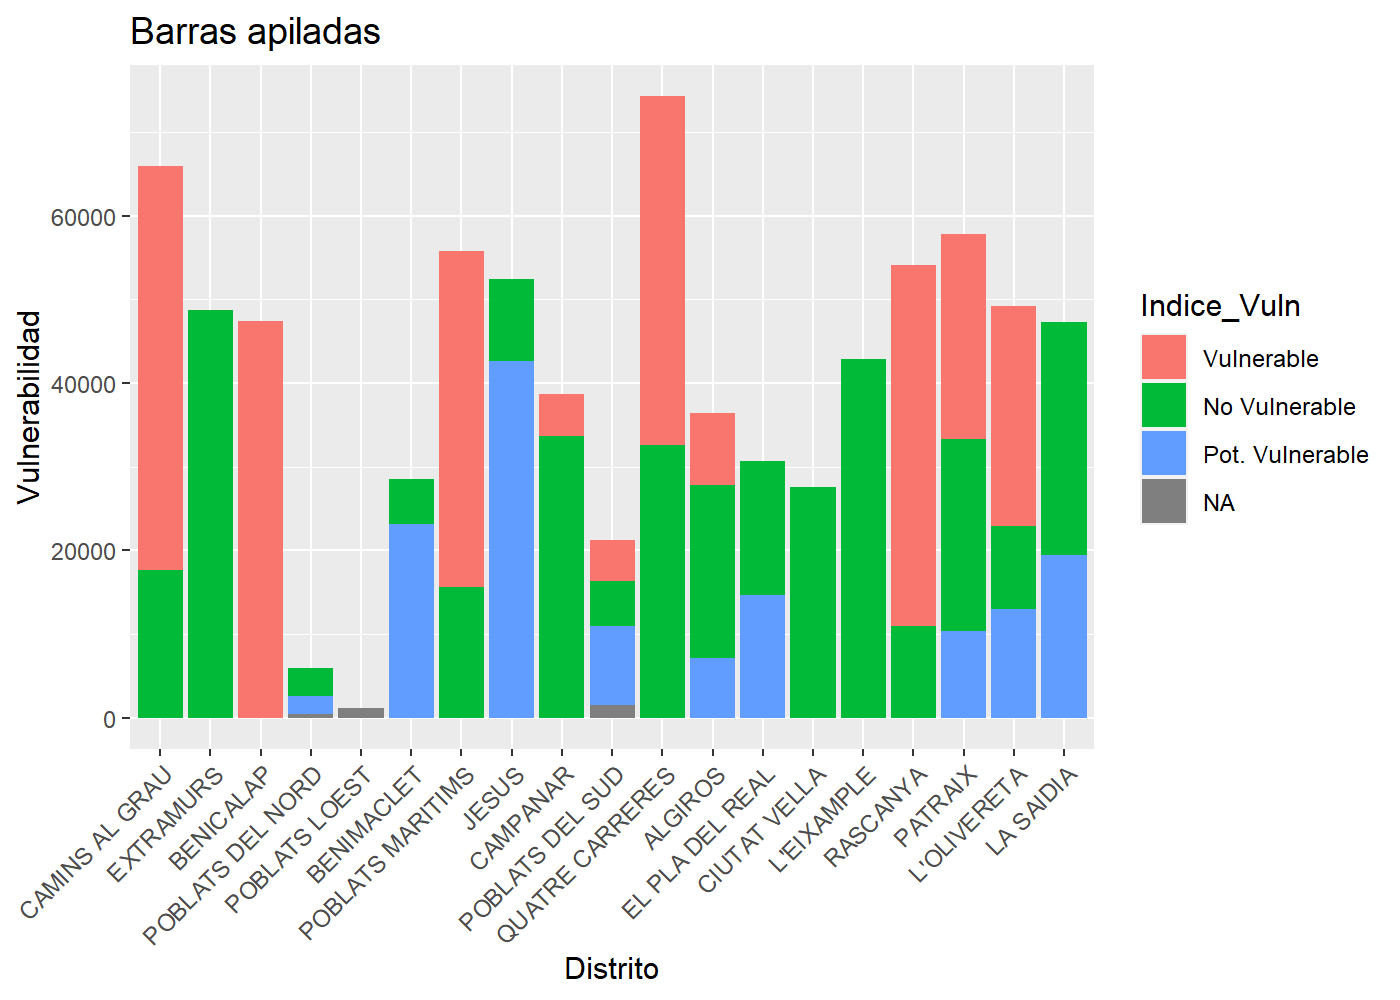 Barras apiladas
Vulnerabilidad
60000
40000
20000
0
CAMINS AL GRAU
EXTRAMURS
BENICALAP
POBLATS DEL NORD
POBLATS LOEST
BENIMACLET
POBLATS MARITIMS
JESUS
CAMPANAR
POBLATS DEL SUD
QUATRE CARRERES
ALGIROS
EL PLA DEL REAL
CIUTAT VELLA
L'EIXAMPLE
RASCANYA
PATRAIX
L'OLIVERETA
LA SAIDIA
Distrito
Indice_Vuln
Vulnerable
No Vulnerable
Pot. Vulnerable
NA